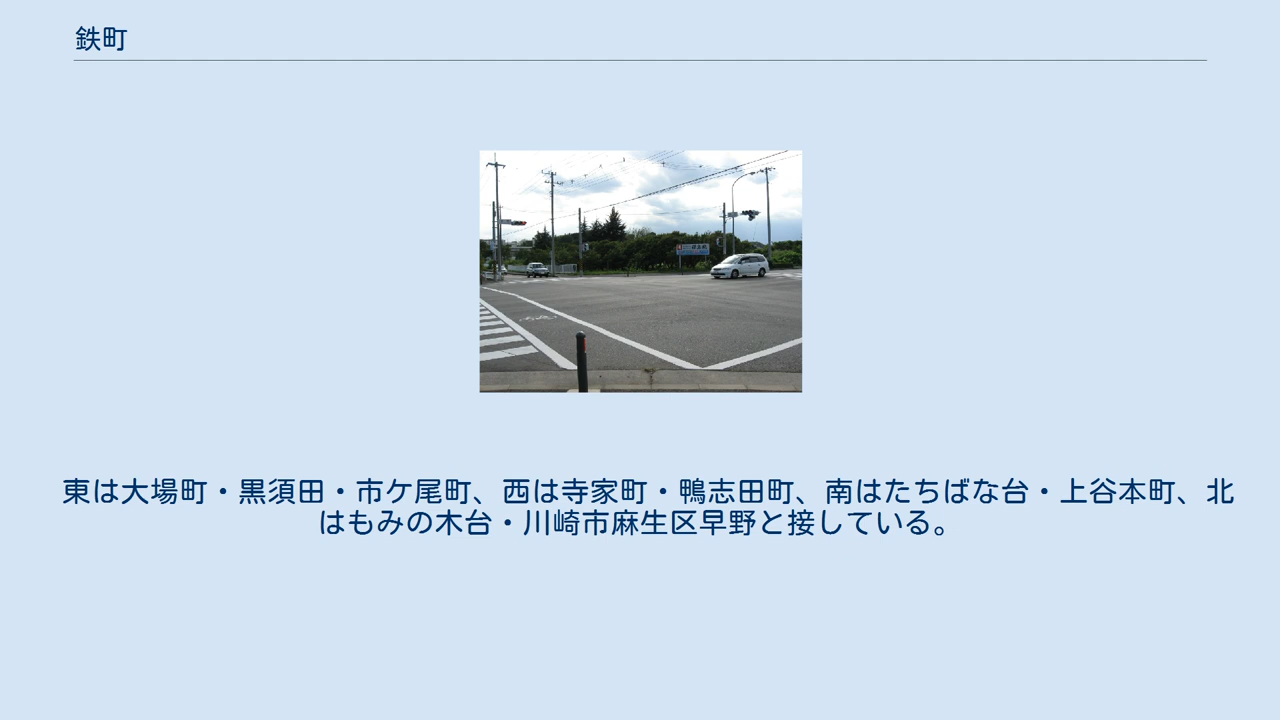 鉄町
東は大場町・黒須田・市ケ尾町、西は寺家町・鴨志田町、南はたちばな台・上谷本町、北
はもみの木台・川崎市麻生区早野と接している。